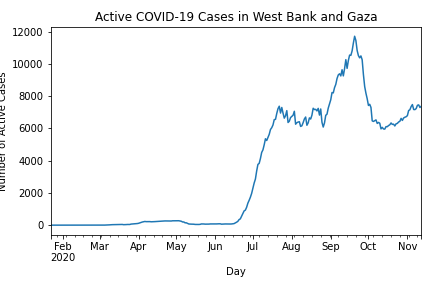 Active COVID-19 Cases in West Bank and Gaza
12000
10000
8000
6000
4000
2000
0
Number of Active Cases
Feb Mar Apr May Jun Jul Aug Sep Oct Nov
2020
Day